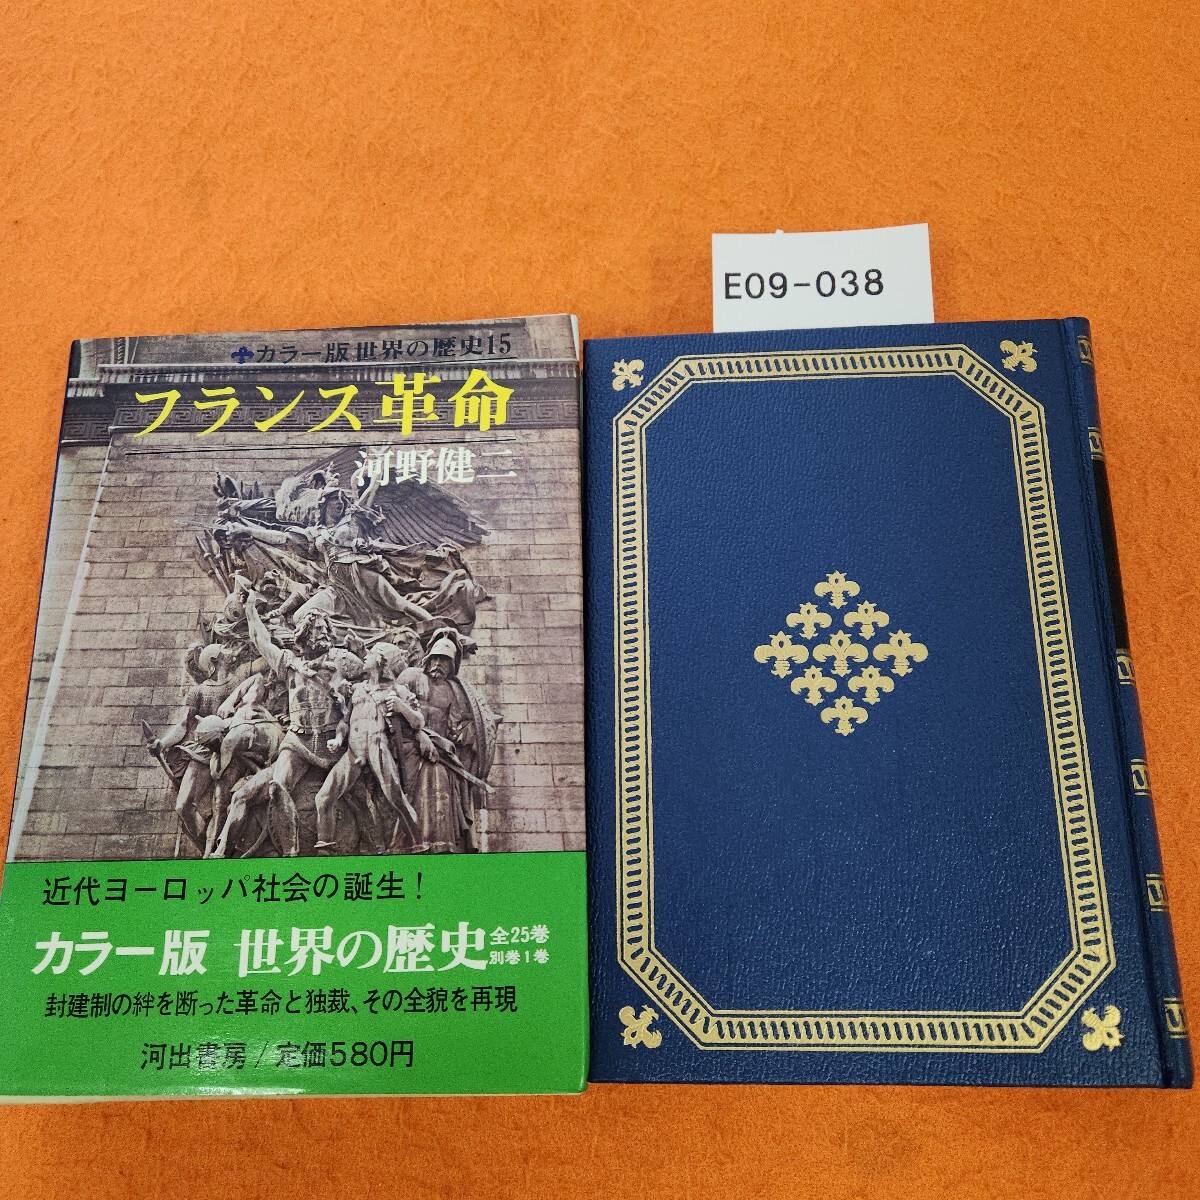 E09-038
カラー版 世界の歴史15
フランス革命
河野健二
近代ヨーロッパ社会の誕生!
カラー版 世界の歴史 全25巻 別巻1巻
封建制の絆を断った革命と独裁、その全貌を再現
河出書房/定価580円